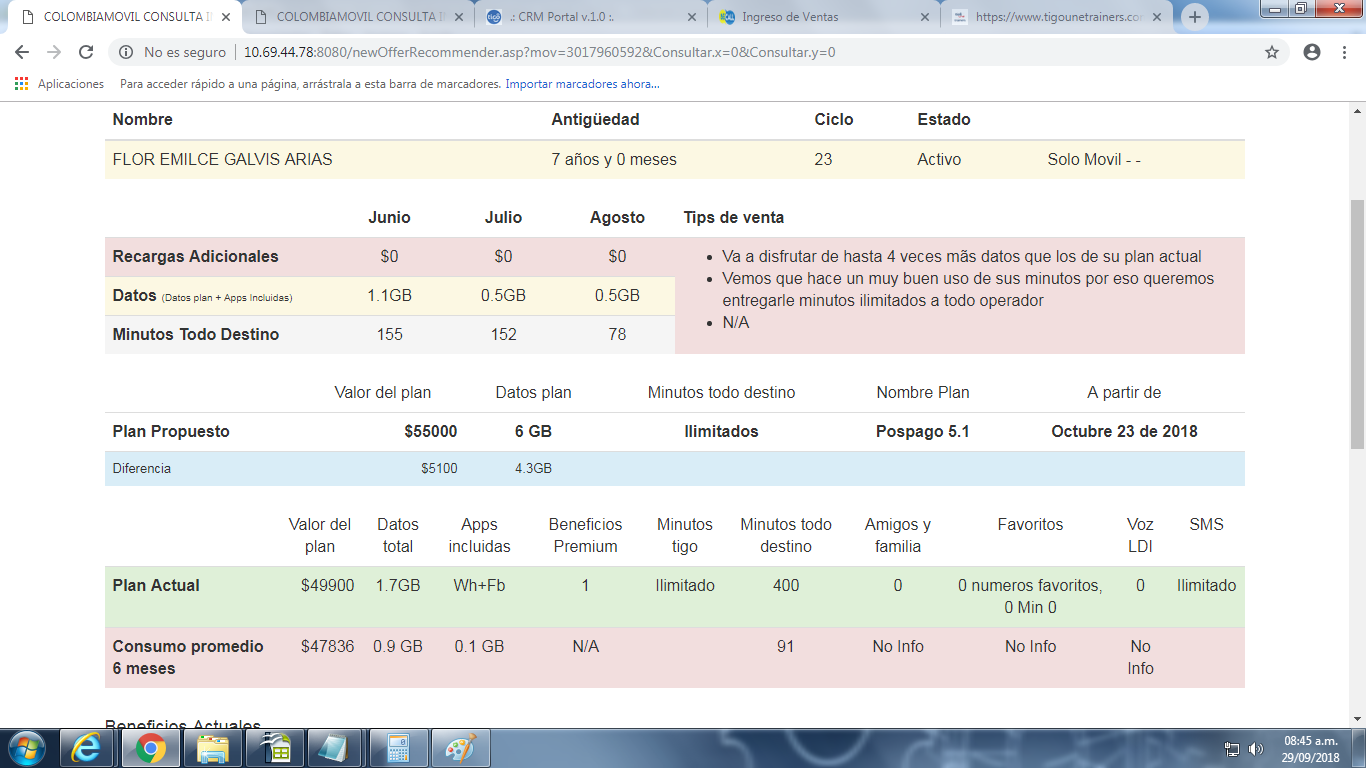 COLOMBIAMOVIL CONSULTA I
COLOMBIAMOVIL CONSULTA I
.: CRM Portal v.1.0 :.
Ingreso de Ventas
https://www.tigounetrainers.co
No es seguro
10.69.44.78:8080/newOfferRecommender.asp?mov=3017960592&Consultar.x=0&Consultar.y=0
Aplicaciones
Para acceder rápido a una página, arrástrala a esta barra de marcadores. Importar marcadores ahora...
Nombre Antigüedad Ciclo Estado
FLOR EMILCE GALVIS ARIAS 7 años y 0 meses 23 Activo Solo Movil - -
Junio Julio Agosto Tips de venta
Recargas Adicionales $0 $0 $0
Datos (Datos plan + Apps Incluidas) 1.1GB 0.5GB 0.5GB
Minutos Todo Destino 155 152 78
• Va a disfrutar de hasta 4 veces mãs datos que los de su plan actual
• Vemos que hace un muy buen uso de sus minutos por eso queremos
entregarle minutos ilimitados a todo operador
• N/A
Valor del plan Datos plan Minutos todo destino Nombre Plan A partir de
Plan Propuesto $55000 6 GB Ilimitados Pospago 5.1 Octubre 23 de 2018
Diferencia $5100 4.3GB
Valor del Datos Apps Beneficios Minutos Minutos todo Amigos y Favoritos Voz SMS
plan total incluidas Premium tigo destino familia LDI
Plan Actual $49900 1.7GB Wh+Fb 1 Ilimitado 400 0 0 numeros favoritos, 0 Ilimitado
0 Min 0
Consumo promedio $47836 0.9 GB 0.1 GB N/A 91 No Info No Info No
6 meses Info
Beneficios Actuales
08:45 a.m.
29/09/2018